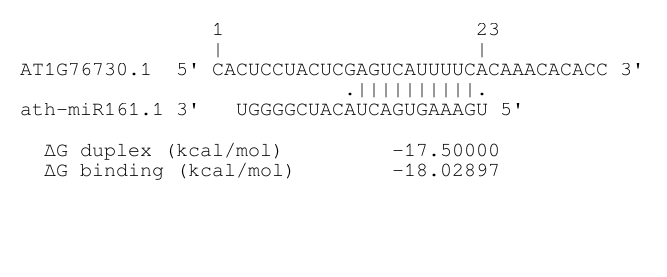 1 23
| |
AT1G76730.1 5' CACUCCUACUCGAGUCAUUUUCACAAACACACC 3'
.||||||||||.
ath-miR161.1 3' UGGGGCUACAUCAGUGAAAGU 5'
ΔG duplex (kcal/mol) -17.50000
ΔG binding (kcal/mol) -18.02897